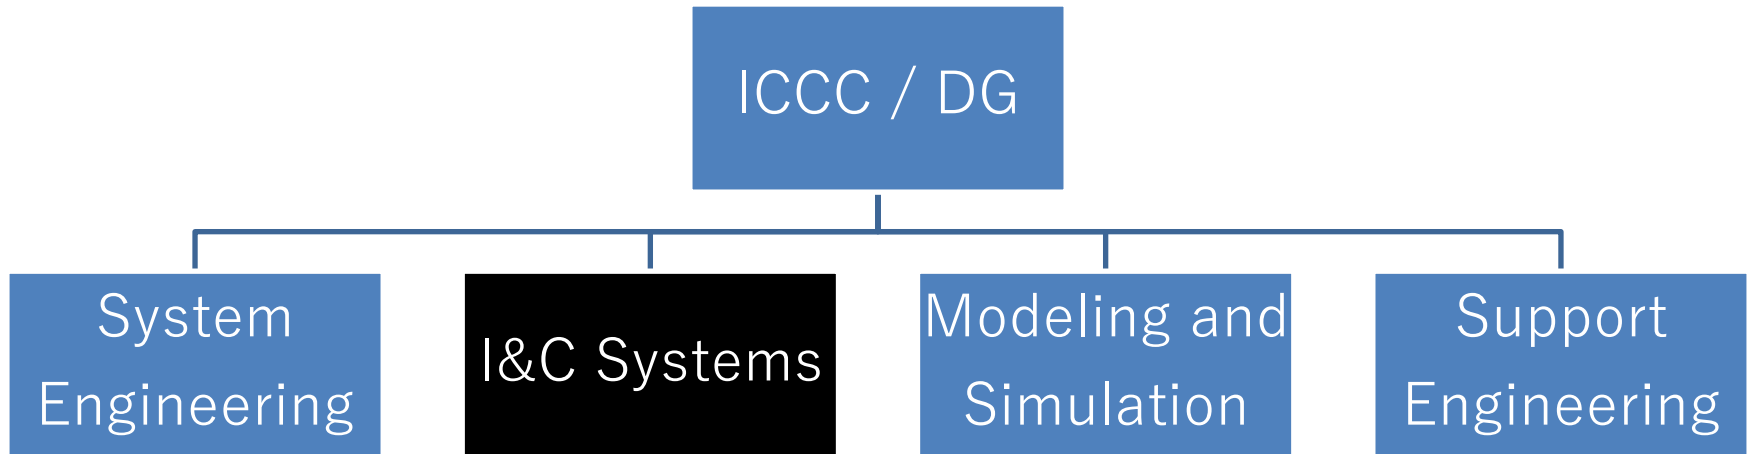 ICCC / DG
System
Engineering
I&C Systems
Modeling and
Simulation
Support
Engineering